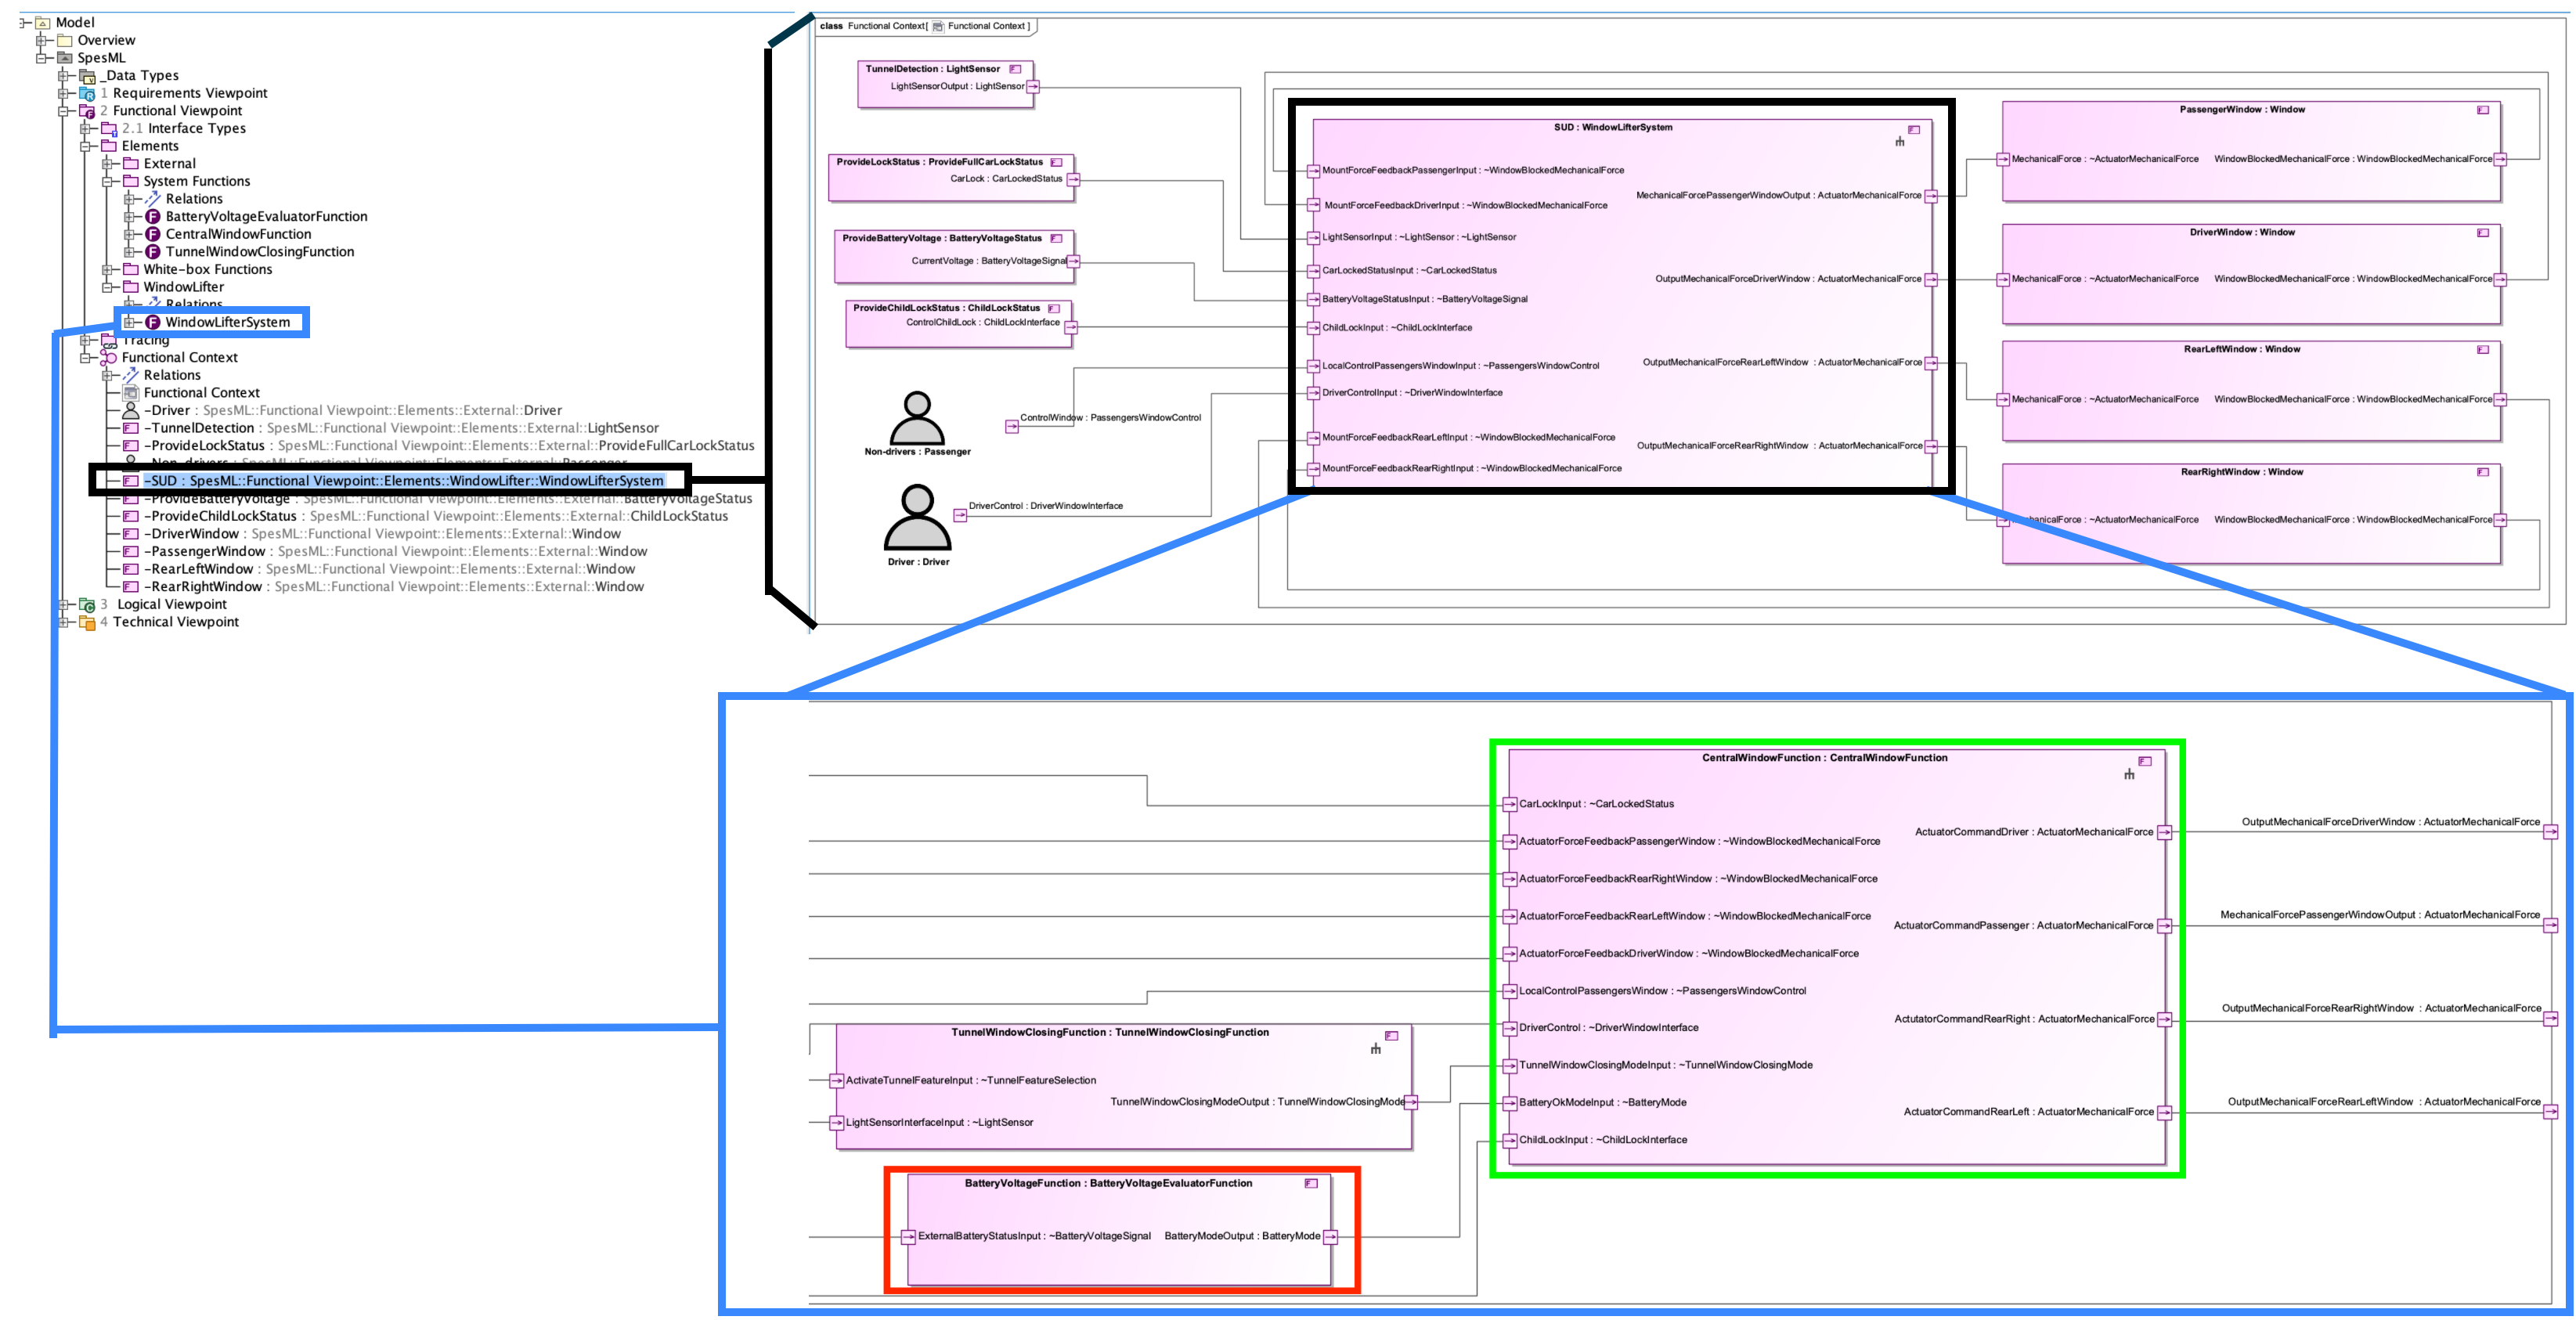 Model
Overview
SpesML
_Data Types
1 Requirements Viewpoint
2 Functional Viewpoint
2.1 Interface Types
Elements
External
System Functions
Relations
BatteryVoltageEvaluatorFunction
CentralWindowFunction
TunnelWindowClosingFunction
White-box Functions
WindowLifter
Relations
WindowLifterSystem
Tracing
Functional Context
Relations
Functional Context
-Driver : SpesML::Functional Viewpoint::Elements::External::Driver
-TunnelDetection : SpesML::Functional Viewpoint::Elements::External::LightSensor
-ProvideLockStatus : SpesML::Functional Viewpoint::Elements::External::ProvideFullCarLockStatus
-Non-drivers : SpesML::Functional Viewpoint::Elements::External::Passenger
-SUD : SpesML::Functional Viewpoint::Elements::WindowLifter::WindowLifterSystem
-ProvideBatteryVoltage : SpesML::Functional Viewpoint::Elements::External::BatteryVoltageStatus
-ProvideChildLockStatus : SpesML::Functional Viewpoint::Elements::External::ChildLockStatus
-DriverWindow : SpesML::Functional Viewpoint::Elements::External::Window
-PassengerWindow : SpesML::Functional Viewpoint::Elements::External::Window
-RearLeftWindow : SpesML::Functional Viewpoint::Elements::External::Window
-RearRightWindow : SpesML::Functional Viewpoint::Elements::External::Window
3 Logical Viewpoint
4 Technical Viewpoint
class Functional Context[ Functional Context ]
TunnelDetection : LightSensor
LightSensorOutput : LightSensor
ProvideLockStatus : ProvideFullCarLockStatus
CarLock : CarLockedStatus
ProvideBatteryVoltage : BatteryVoltageStatus
CurrentVoltage : BatteryVoltageSignal
ProvideChildLockStatus : ChildLockStatus
ControlChildLock : ChildLockInterface
ControlWindow : PassengersWindowControl
Non-drivers : Passenger
DriverControl : DriverWindowInterface
Driver : Driver
SUD : WindowLifterSystem
MountForceFeedbackPassengerInput : ~WindowBlockedMechanicalForce
MountForceFeedbackDriverInput : ~WindowBlockedMechanicalForce
LightSensorInput : ~LightSensor : ~LightSensor
CarLockedStatusInput : ~CarLockedStatus
BatteryVoltageStatusInput : ~BatteryVoltageSignal
ChildLockInput : ~ChildLockInterface
LocalControlPassengersWindowInput : ~PassengersWindowControl
DriverControlInput : ~DriverWindowInterface
MountForceFeedbackRearLeftInput : ~WindowBlockedMechanicalForce
MountForceFeedbackRearRightInput : ~WindowBlockedMechanicalForce
MechanicalForcePassengerWindowOutput : ActuatorMechanicalForce
OutputMechanicalForceDriverWindow : ActuatorMechanicalForce
OutputMechanicalForceRearLeftWindow : ActuatorMechanicalForce
OutputMechanicalForceRearRightWindow : ActuatorMechanicalForce
PassengerWindow : Window
MechanicalForce : ~ActuatorMechanicalForce WindowBlockedMechanicalForce : WindowBlockedMechanicalForce
DriverWindow : Window
MechanicalForce : ~ActuatorMechanicalForce WindowBlockedMechanicalForce : WindowBlockedMechanicalForce
RearLeftWindow : Window
MechanicalForce : ~ActuatorMechanicalForce WindowBlockedMechanicalForce : WindowBlockedMechanicalForce
RearRightWindow : Window
MechanicalForce : ~ActuatorMechanicalForce WindowBlockedMechanicalForce : WindowBlockedMechanicalForce
CentralWindowFunction : CentralWindowFunction
CarLockInput : ~CarLockedStatus
ActuatorForceFeedbackPassengerWindow : ~WindowBlockedMechanicalForce
ActuatorForceFeedbackRearRightWindow : ~WindowBlockedMechanicalForce
ActuatorForceFeedbackRearLeftWindow : ~WindowBlockedMechanicalForce
ActuatorForceFeedbackDriverWindow : ~WindowBlockedMechanicalForce
LocalControlPassengersWindow : ~PassengersWindowControl
DriverControl : ~DriverWindowInterface
TunnelWindowClosingModeInput : ~TunnelWindowClosingMode
BatteryOkModeInput : ~BatteryMode
ChildLockInput : ~ChildLockInterface
ActuatorCommandDriver : ActuatorMechanicalForce
ActuatorCommandPassenger : ActuatorMechanicalForce
ActutatorCommandRearRight : ActuatorMechanicalForce
ActuatorCommandRearLeft : ActuatorMechanicalForce
OutputMechanicalForceDriverWindow : ActuatorMechanicalForce
MechanicalForcePassengerWindowOutput : ActuatorMechanicalForce
OutputMechanicalForceRearRightWindow : ActuatorMechanicalForce
OutputMechanicalForceRearLeftWindow : ActuatorMechanicalForce
TunnelWindowClosingFunction : TunnelWindowClosingFunction
ActivateTunnelFeatureInput : ~TunnelFeatureSelection
TunnelWindowClosingModeOutput : TunnelWindowClosingMode
LightSensorInterfaceInput : ~LightSensor
BatteryVoltageFunction : BatteryVoltageEvaluatorFunction
ExternalBatteryStatusInput : ~BatteryVoltageSignal BatteryModeOutput : BatteryMode